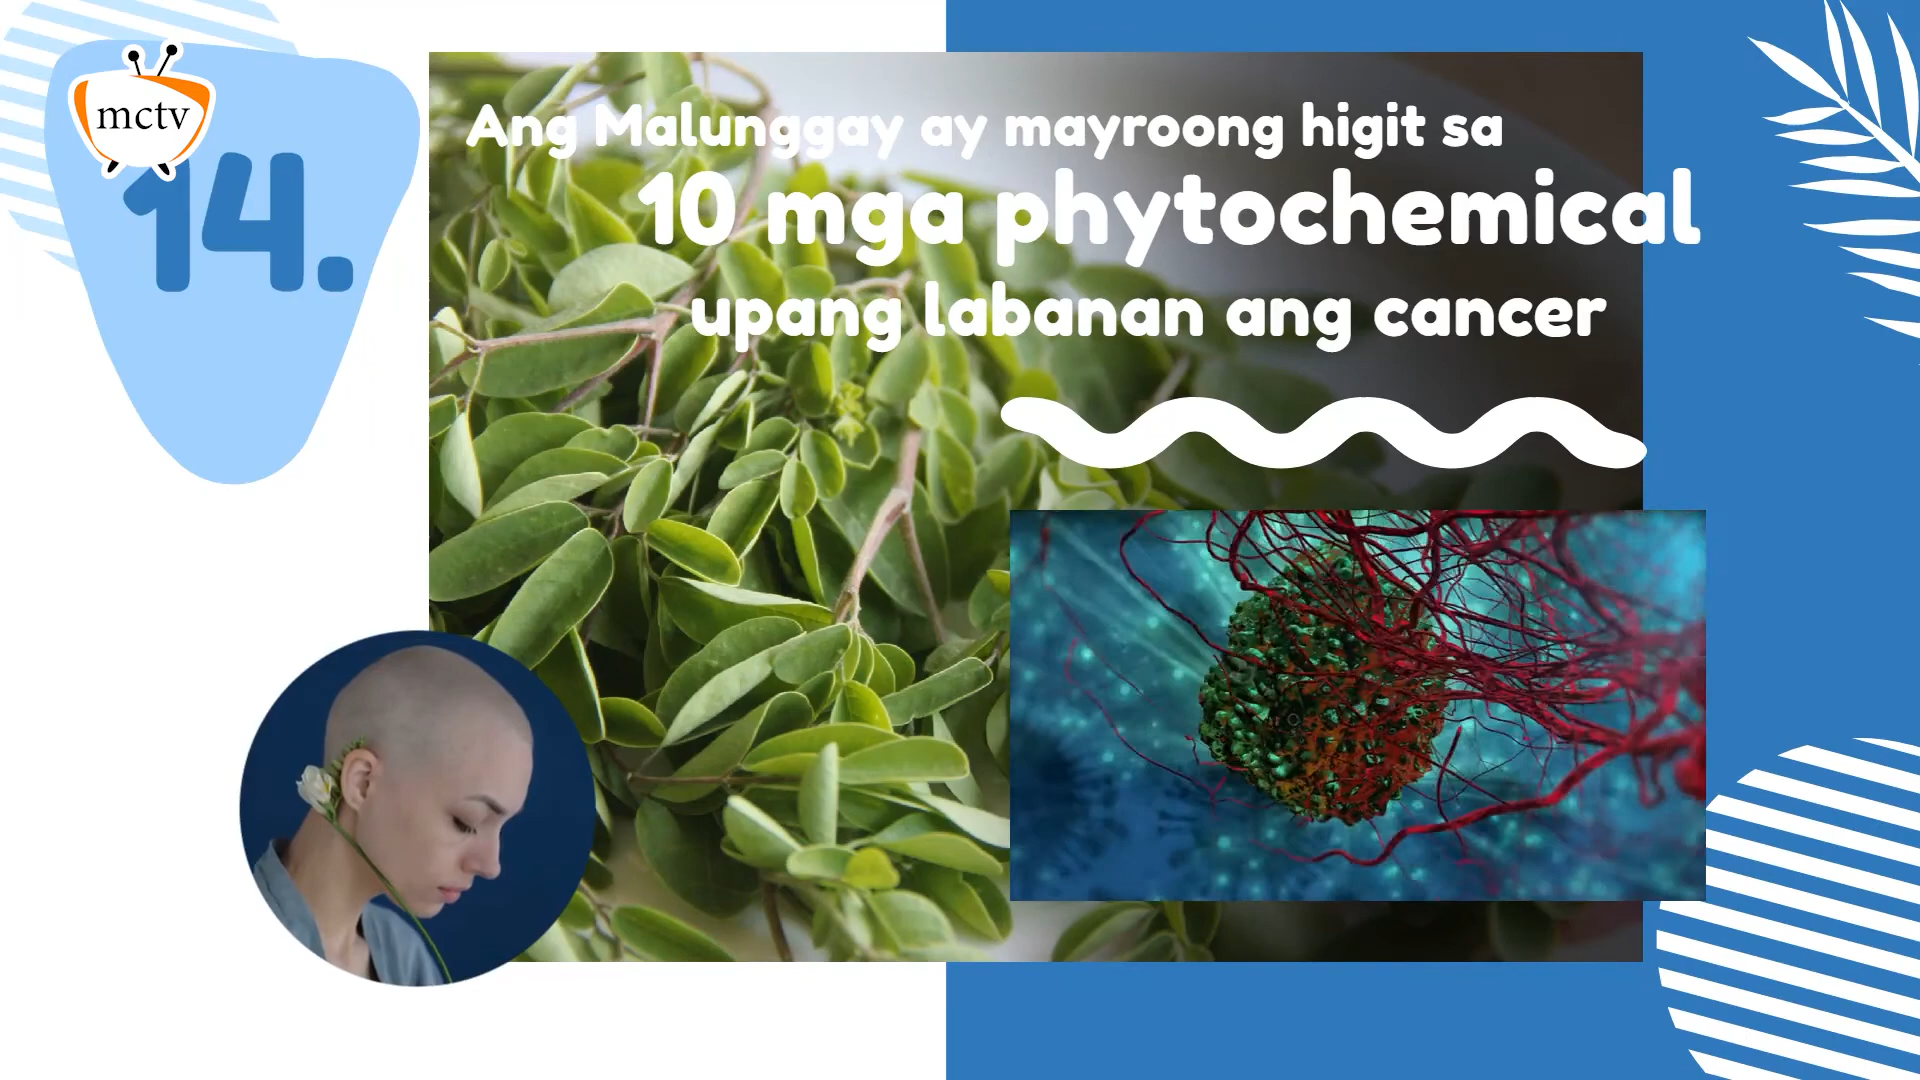 mctv
14.
Ang Malunggay ay mayroong higit sa
10 mga phytochemical
upang labanan ang cancer